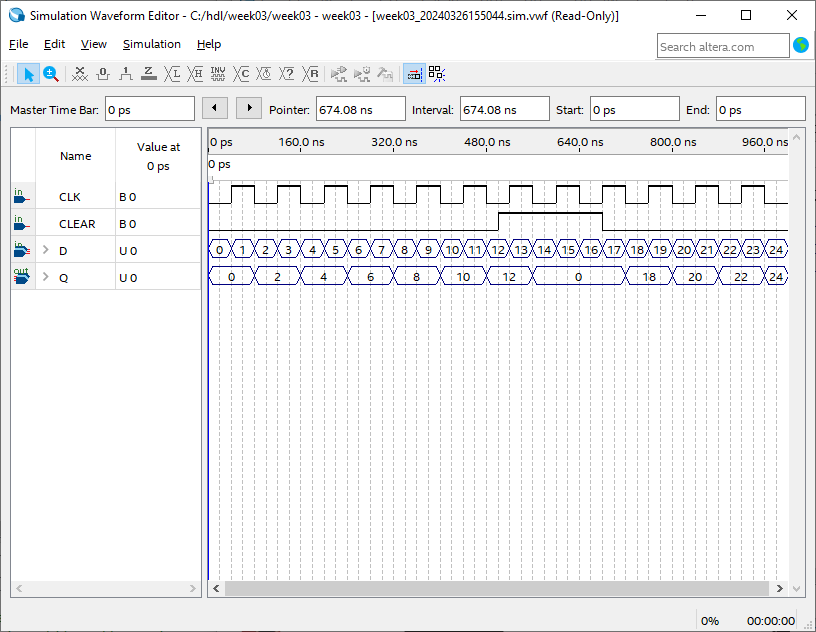 Simulation Waveform Editor - C:/hdl/week03/week03 - week03 - [week03_20240326155044.sim.vwf (Read-Only)]
File Edit View Simulation Help
Search altera.com
Master Time Bar: 0 ps Pointer: 674.08 ns Interval: 674.08 ns Start: 0 ps End: 0 ps
Name Value at 0 ps
0 ps 160.0 ns 320.0 ns 480.0 ns 640.0 ns 800.0 ns 960.0 ns
0 ps
in CLK B 0
in CLEAR B 0
in D U 0 0 1 2 3 4 5 6 7 8 9 10 11 12 13 14 15 16 17 18 19 20 21 22 23 24
out Q U 0 0 2 4 6 8 10 12 0 18 20 22 24
0% 00:00:00